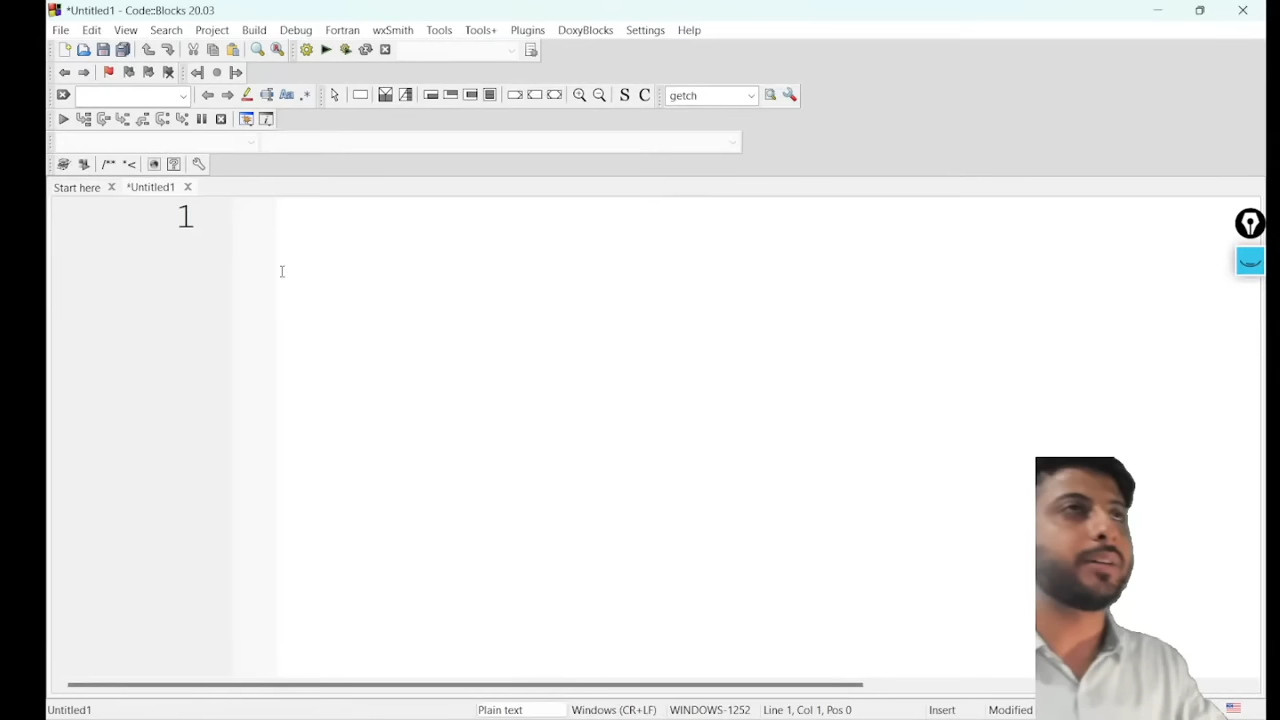 *Untitled1 - Code::Blocks 20.03
File Edit View Search Project Build Debug Fortran wxSmith Tools Tools+ Plugins DoxyBlocks Settings Help
Aa .* S C getch
/** *<
Start here *Untitled1
1
Untitled1 Plain text Windows (CR+LF) WINDOWS-1252 Line 1, Col 1, Pos 0 Insert Modified